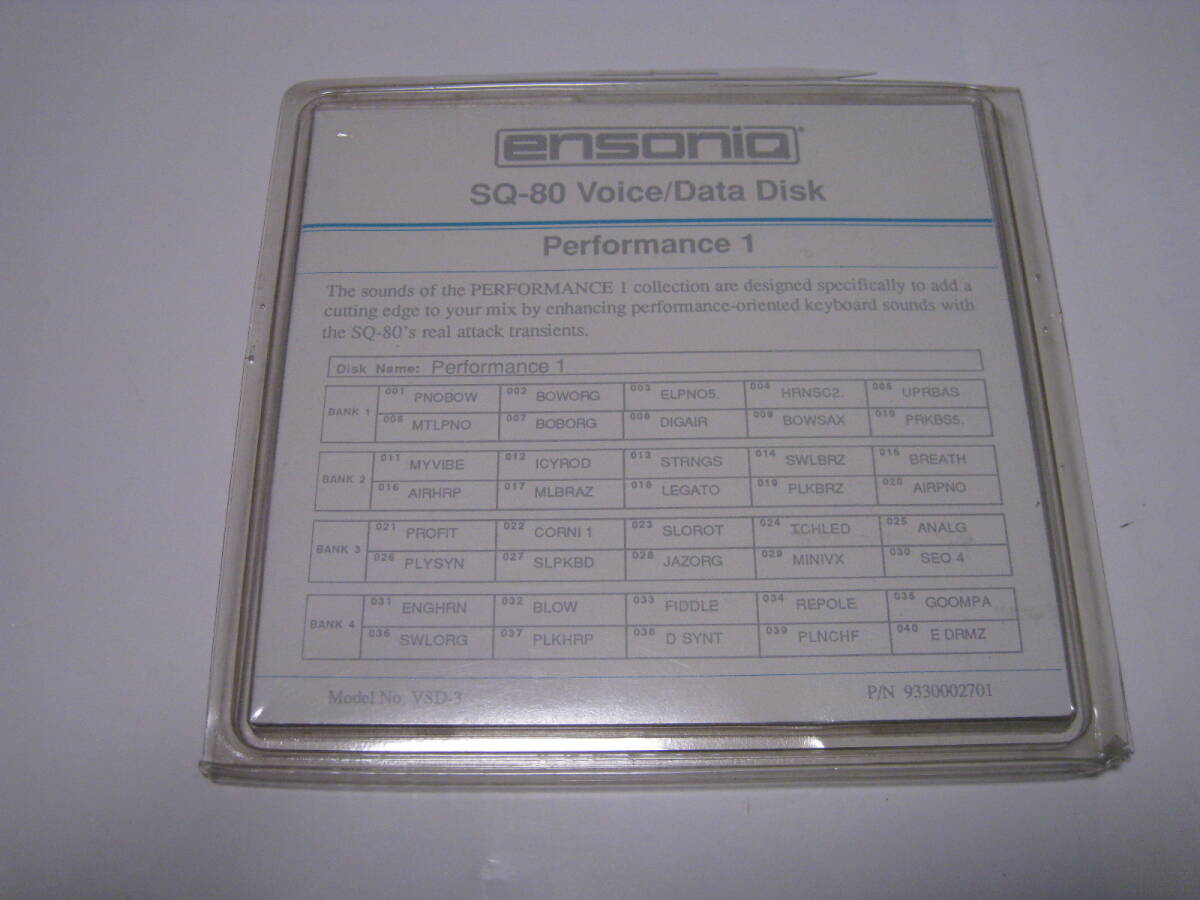 ensoniq
SQ-80 Voice/Data Disk
Performance 1
The sounds of the PERFORMANCE 1 collection are designed specifically to add a
cutting edge to your mix by enhancing performance-oriented keyboard sounds with
the SQ-80's real attack transients.
Disk Name: Performance 1
BANK 1
001 PNOBOW 002 BOWORG 003 ELPNO5. 004 HRNSC2. 005 UPRBAS
006 MTLPNO 007 BOBORG 008 DIGAIR 009 BOWSAX 010 PRKBS5.
BANK 2
011 MYVIBE 012 ICYROD 013 STRNGS 014 SWLBRZ 015 BREATH
016 AIRHRP 017 MLBRAZ 018 LEGATO 019 PLKBRZ 020 AIRPNO
BANK 3
021 PROFIT 022 CORNI 1 023 SLOROT 024 ICHLED 025 ANALG
026 PLYSYN 027 SLPKBD 028 JAZORG 029 MINIVX 030 SEQ 4
BANK 4
031 ENGHRN 032 BLOW 033 FIDDLE 034 REPOLE 035 GOOMPA
036 SWLORG 037 PLKHRP 038 D SYNT 039 PLNCHF 040 E DRMZ
Model No. VSD-3 P/N 9330002701